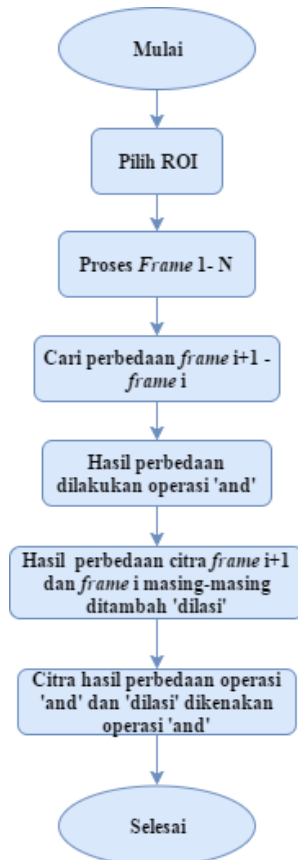 Mulai
Pilih ROI
Proses Frame 1- N
Cari perbedaan frame i+1 -
frame i
Hasil perbedaan
dilakukan operasi 'and'
Hasil perbedaan citra frame i+1
dan frame i masing-masing
ditambah 'dilasi'
Citra hasil perbedaan operasi
'and' dan 'dilasi' dikenakan
operasi 'and'
Selesai